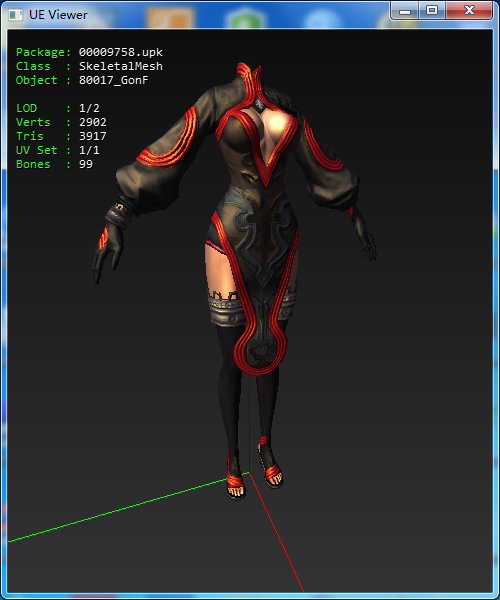 UE Viewer
Package: 00009758.upk
Class : SkeletalMesh
Object : 80017_GonF
LOD : 1/2
Verts : 2902
Tris : 3917
UV Set : 1/1
Bones : 99